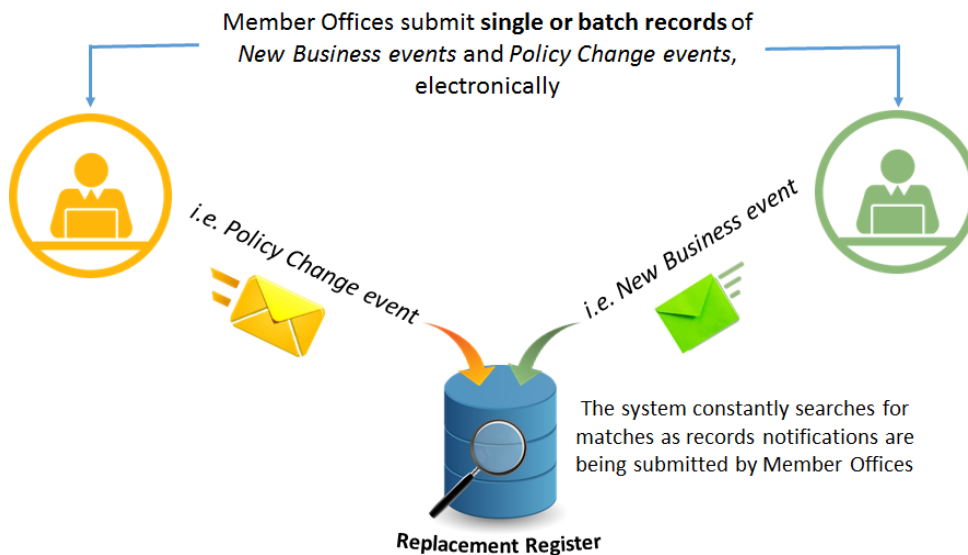 Member Offices submit single or batch records of
New Business events and Policy Change events,
electronically
i.e. Policy Change event
i.e. New Business event
The system constantly searches for
matches as records notifications are
being submitted by Member Offices
Replacement Register